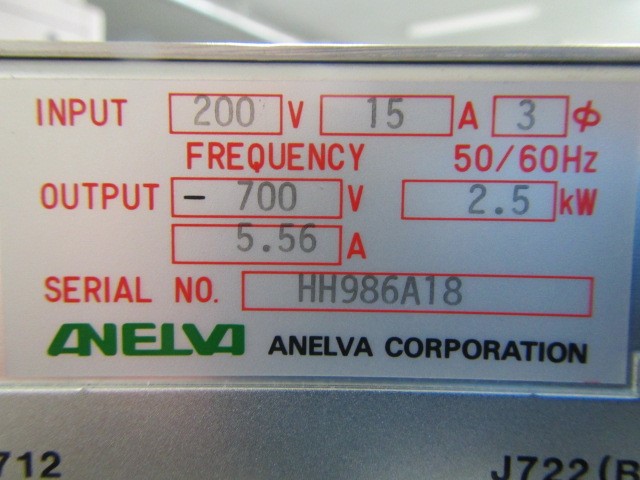 INPUT 200 V 15 A 3 ϕ
FREQUENCY 50/60Hz
OUTPUT - 700 V 2.5 kW
5.56 A
SERIAL NO. HH986A18
ANELVA ANELVA CORPORATION
712 J722(B